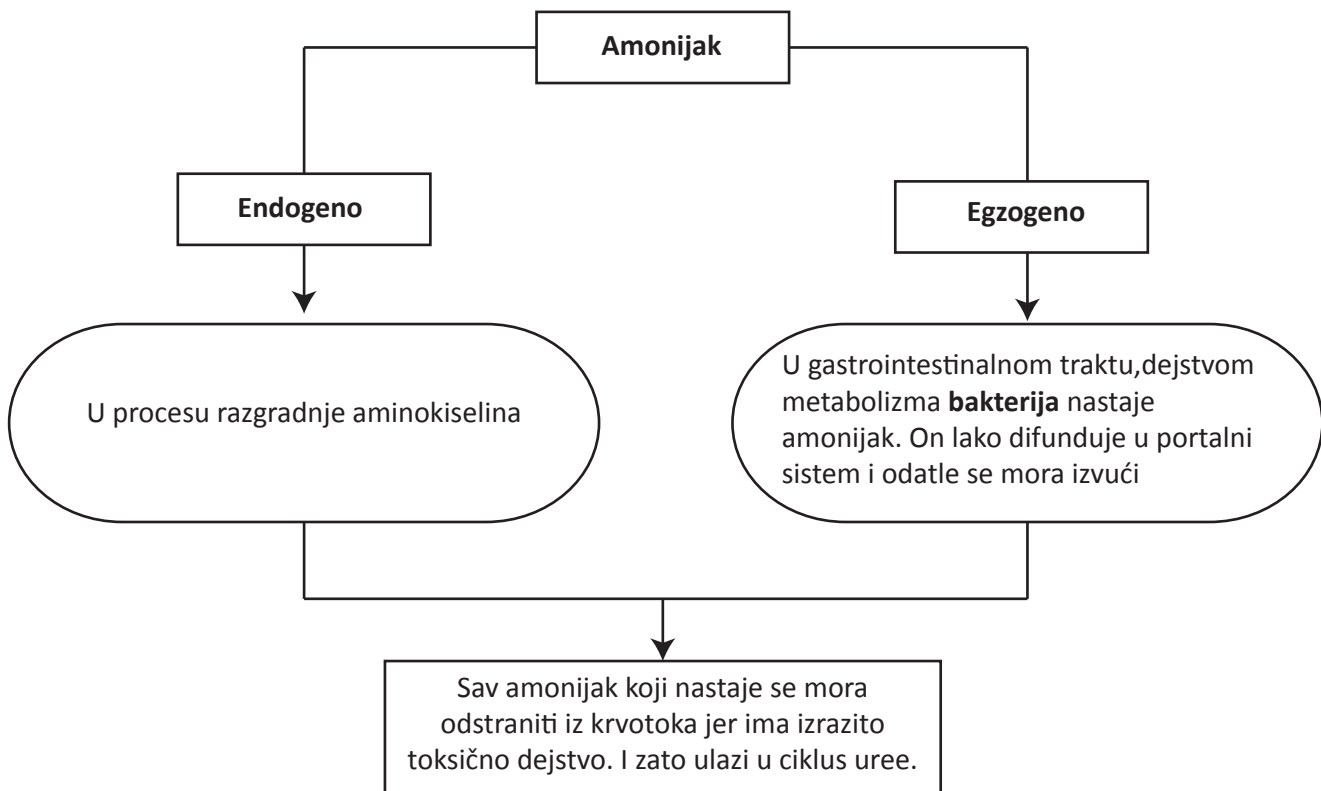 Amonijak
Endogeno
Egzogeno
U procesu razgradnje aminokiselina
U gastrointestinalnom traktu,dejstvom
metabolizma bakterija nastaje
amonijak. On lako difunduje u portalni
sistem i odatle se mora izvući
Sav amonijak koji nastaje se mora
odstraniti iz krvotoka jer ima izrazito
toksično dejstvo. I zato ulazi u ciklus uree.